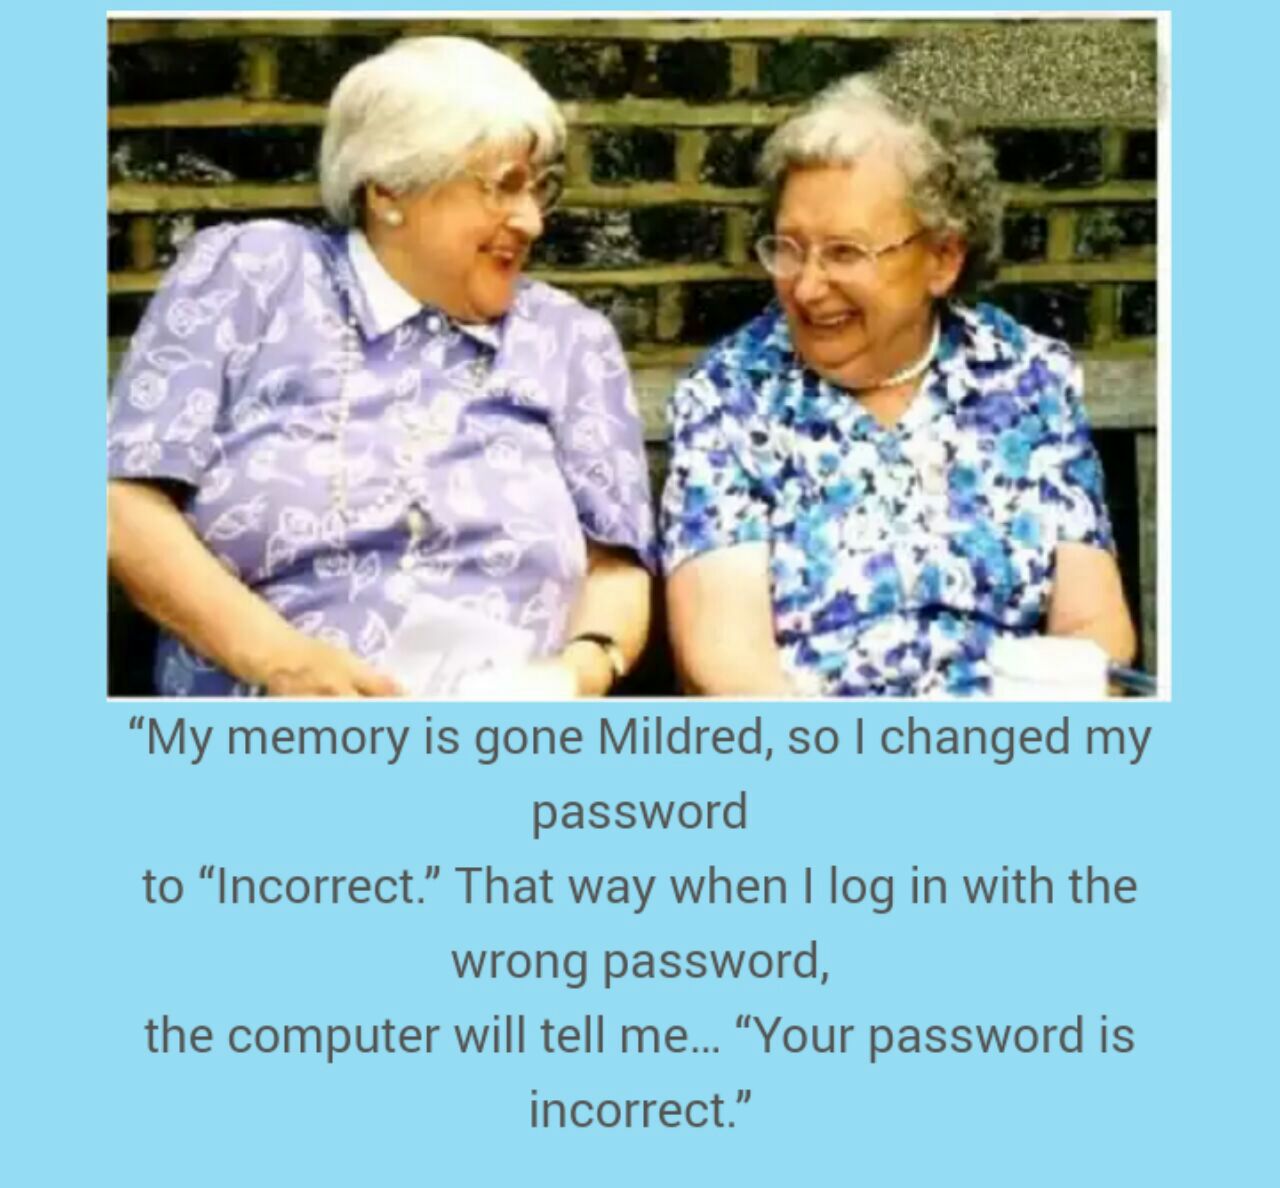 “My memory is gone Mildred, so I changed my
password
to “Incorrect.” That way when I log in with the
wrong password,
the computer will tell me... “Your password is
incorrect.”